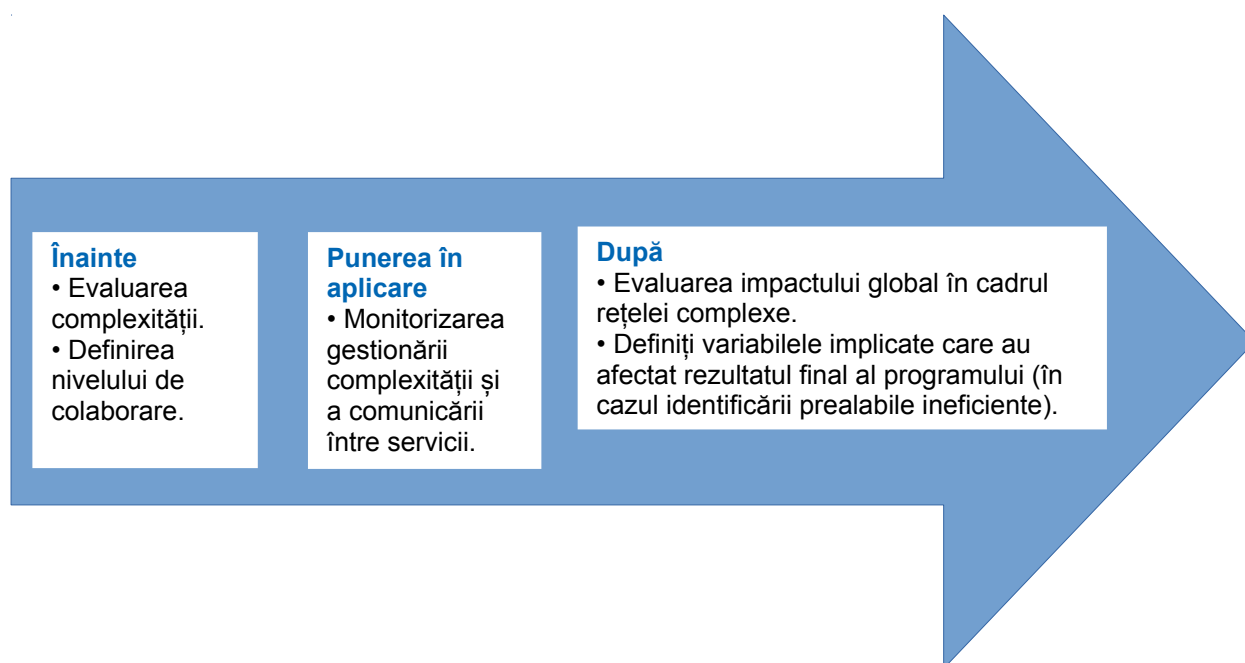 Înainte
• Evaluarea
complexității.
• Definirea
nivelului de
colaborare.
Punerea în
aplicare
• Monitorizarea
gestionării
complexității și
a comunicării
între servicii.
După
• Evaluarea impactului global în cadrul
rețelei complexe.
• Definiți variabilele implicate care au
afectat rezultatul final al programului (în
cazul identificării prealabile ineficiente).